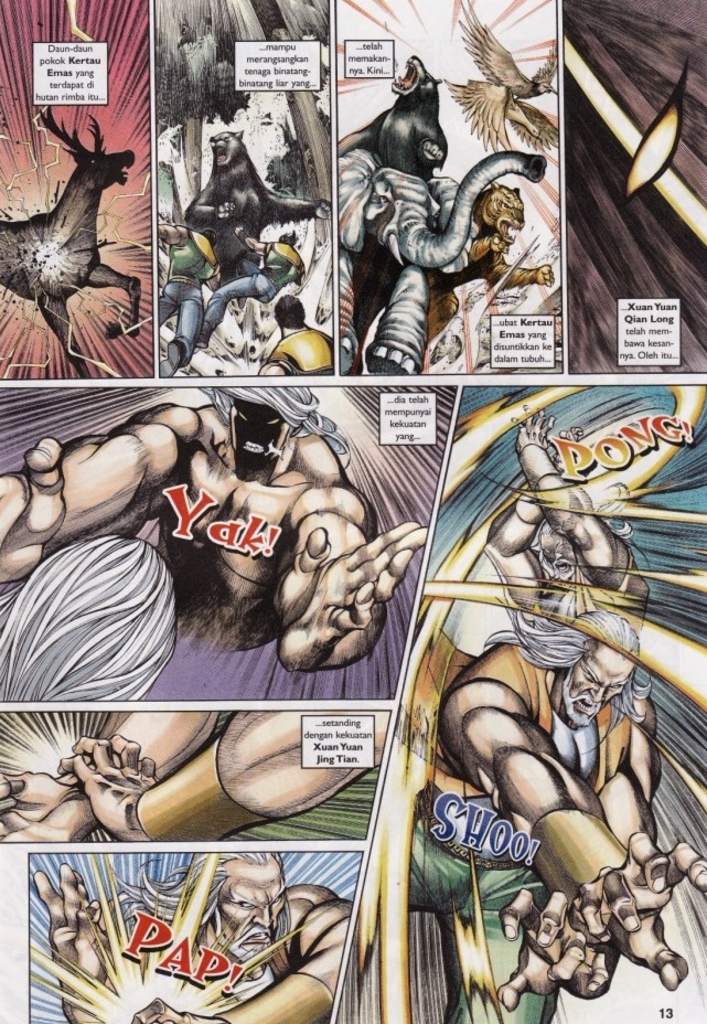 Daun-daun
pokok Kertau
Emas yang
terdapat di
hutan rimba itu...
...mampu
merangsangkan
tenaga binatang-
binatang liar yang...
...telah
memakan-
nya. Kini...
...ubat Kertau
Emas yang
disuntikkan ke
dalam tubuh...
...Xuan Yuan
Qian Long
telah mem-
bawa kesan-
nya. Oleh itu...
...dia telah
mempunyai
kekuatan
yang...
Yak!
PONG!
...setanding
dengan kekuatan
Xuan Yuan
Jing Tian.
SHOO!
PAP!
13